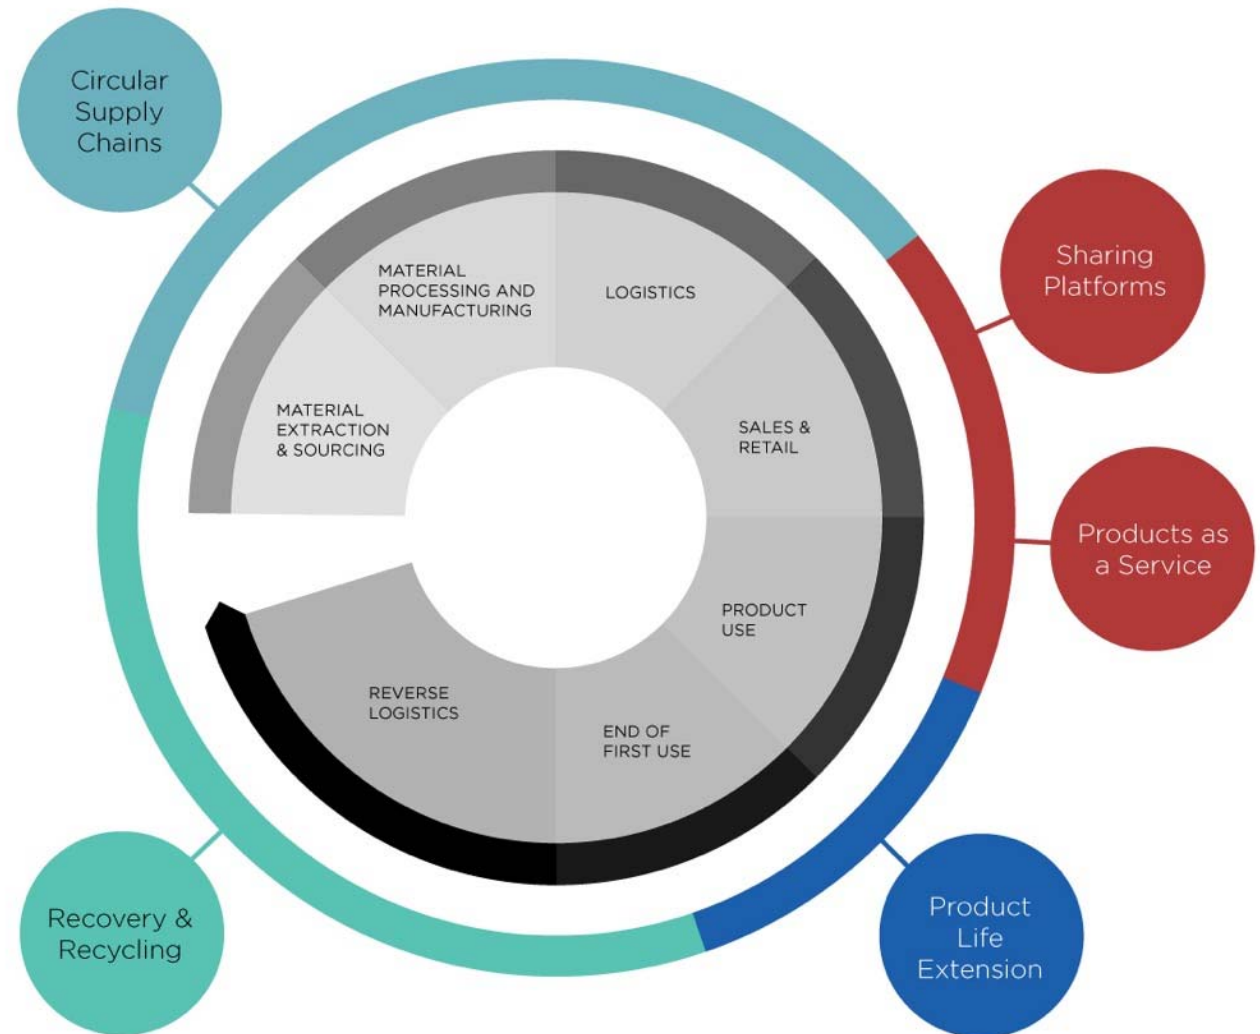 Circular
Supply
Chains
Sharing
Platforms
Products as
a Service
Product
Life
Extension
Recovery &
Recycling
MATERIAL
EXTRACTION
& SOURCING
MATERIAL
PROCESSING AND
MANUFACTURING
LOGISTICS
SALES &
RETAIL
PRODUCT
USE
END OF
FIRST USE
REVERSE
LOGISTICS